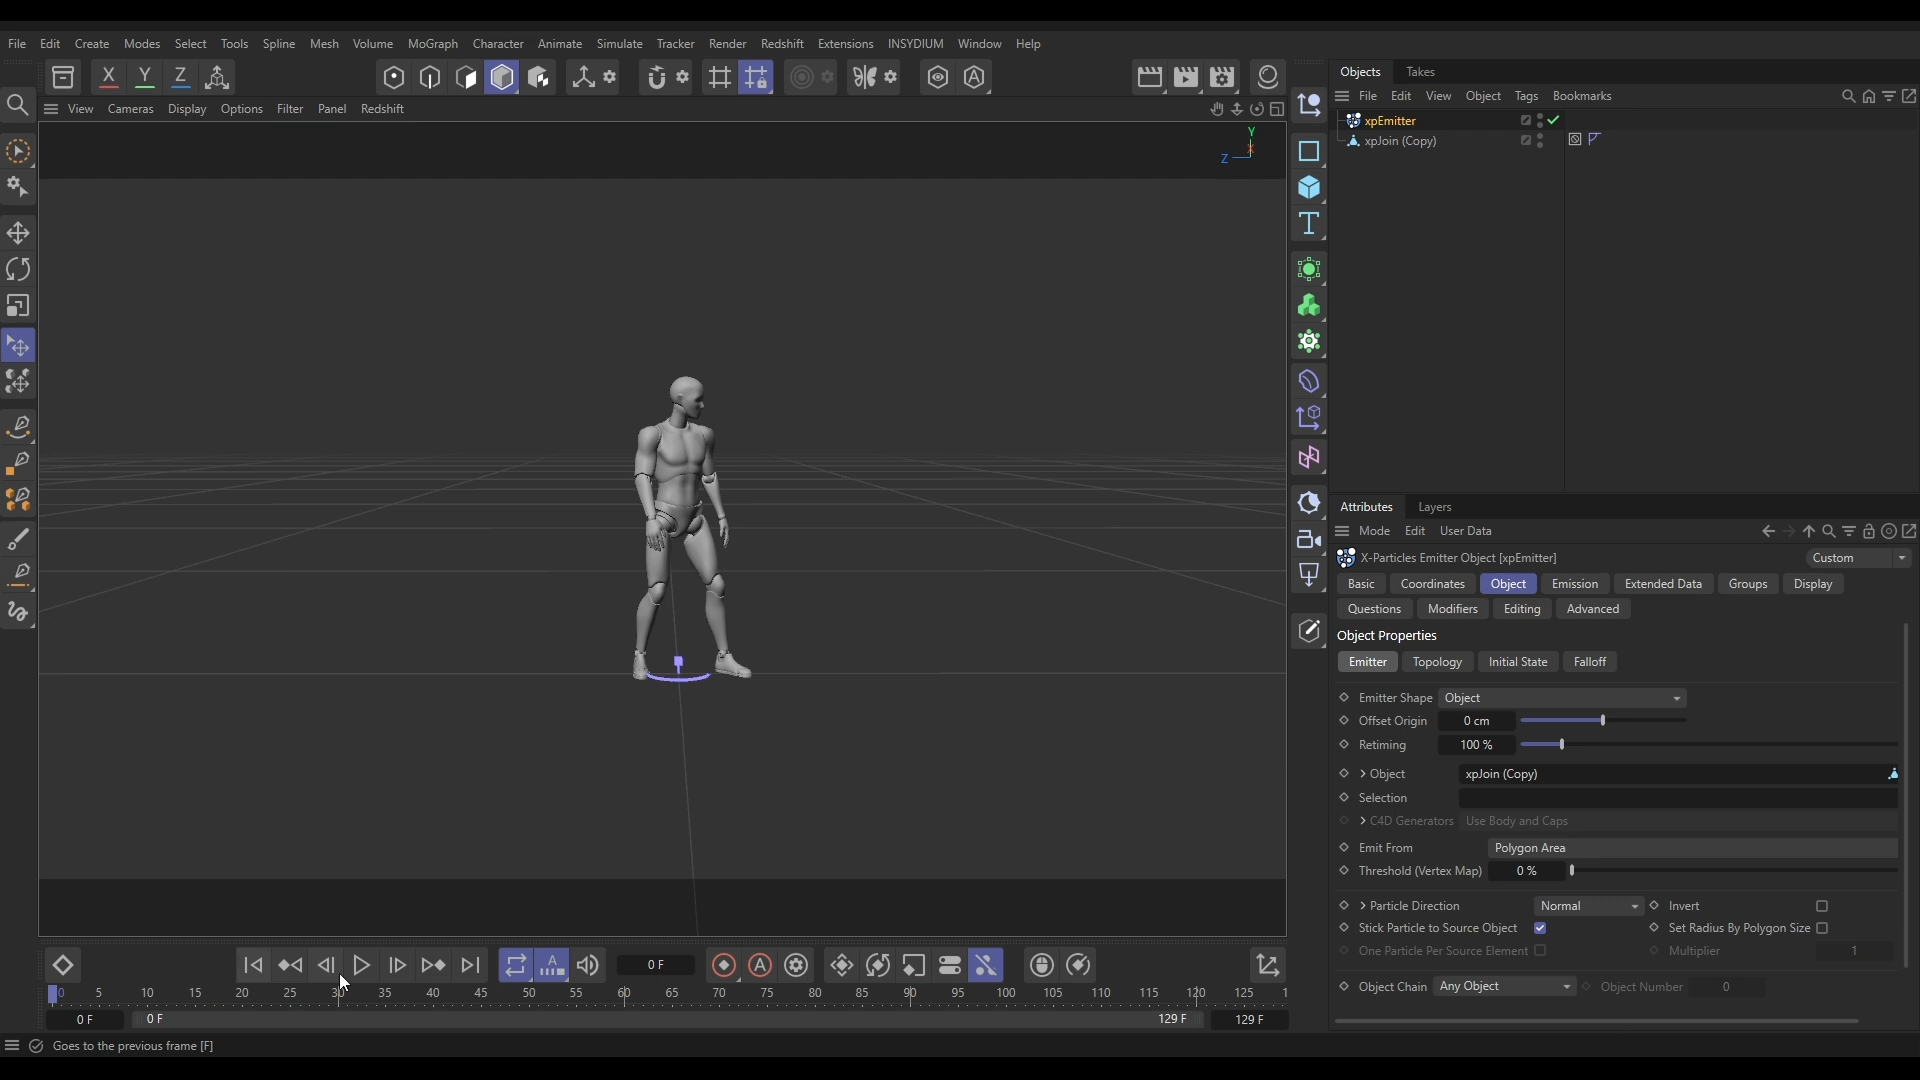 File Edit Create Modes Select Tools Spline Mesh Volume MoGraph Character Animate Simulate Tracker Render Redshift Extensions INSYDIUM Window Help
X Y Z
View Cameras Display Options Filter Panel Redshift
Y
X
Z
Objects Takes
File Edit View Object Tags Bookmarks
xpEmitter
xpJoin (Copy)
Attributes Layers
Mode Edit User Data
X-Particles Emitter Object [xpEmitter] Custom
Basic Coordinates Object Emission Extended Data Groups Display
Questions Modifiers Editing Advanced
Object Properties
Emitter Topology Initial State Falloff
Emitter Shape Object
Offset Origin 0 cm
Retiming 100 %
> Object xpJoin (Copy)
Selection
> C4D Generators Use Body and Caps
Emit From Polygon Area
Threshold (Vertex Map) 0 %
> Particle Direction Normal Invert
Stick Particle to Source Object Set Radius By Polygon Size
One Particle Per Source Element Multiplier 1
Object Chain Any Object Object Number 0
0 F
0 5 10 15 20 25 30 35 40 45 50 55 60 65 70 75 80 85 90 95 100 105 110 115 120 125 1
0 F 0 F 129 F 129 F
Goes to the previous frame [F]